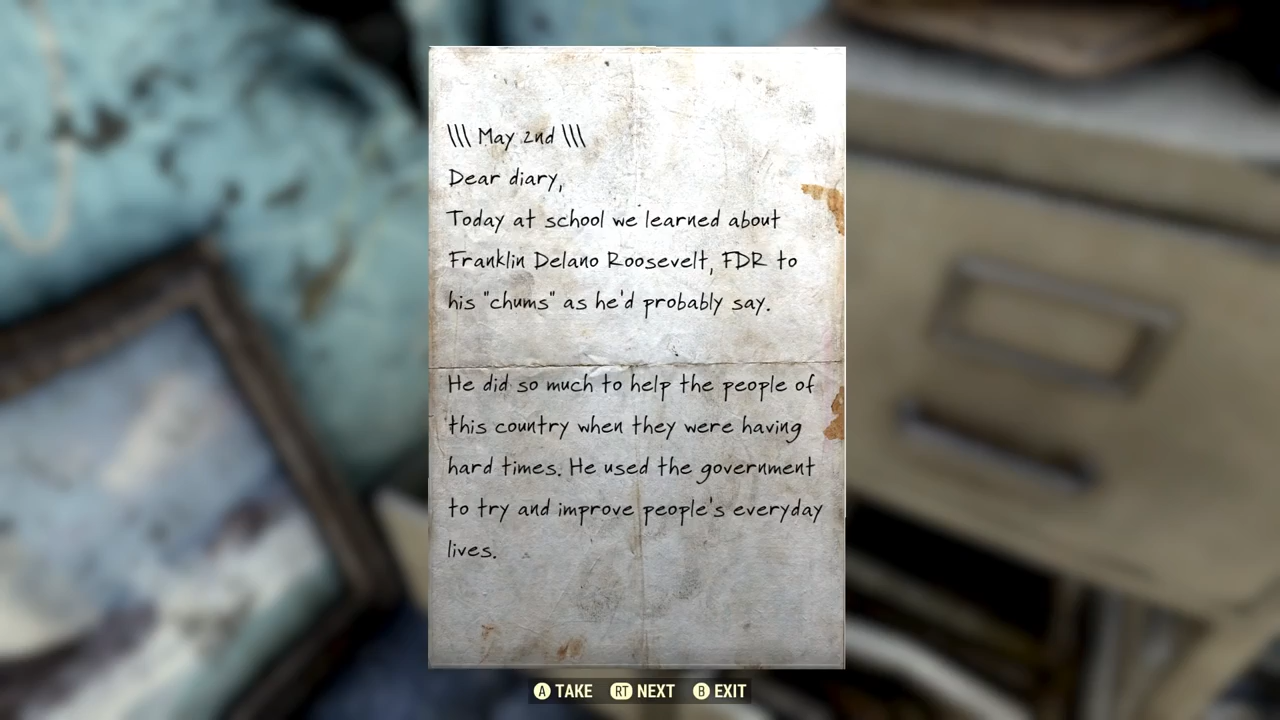 \\\ May 2nd \\\
Dear diary,
Today at school we learned about
Franklin Delano Roosevelt, FDR to
his "chums" as he'd probably say.
He did so much to help the people of
this country when they were having
hard times. He used the government
to try and improve people's everyday
lives.
A TAKE RT NEXT B EXIT